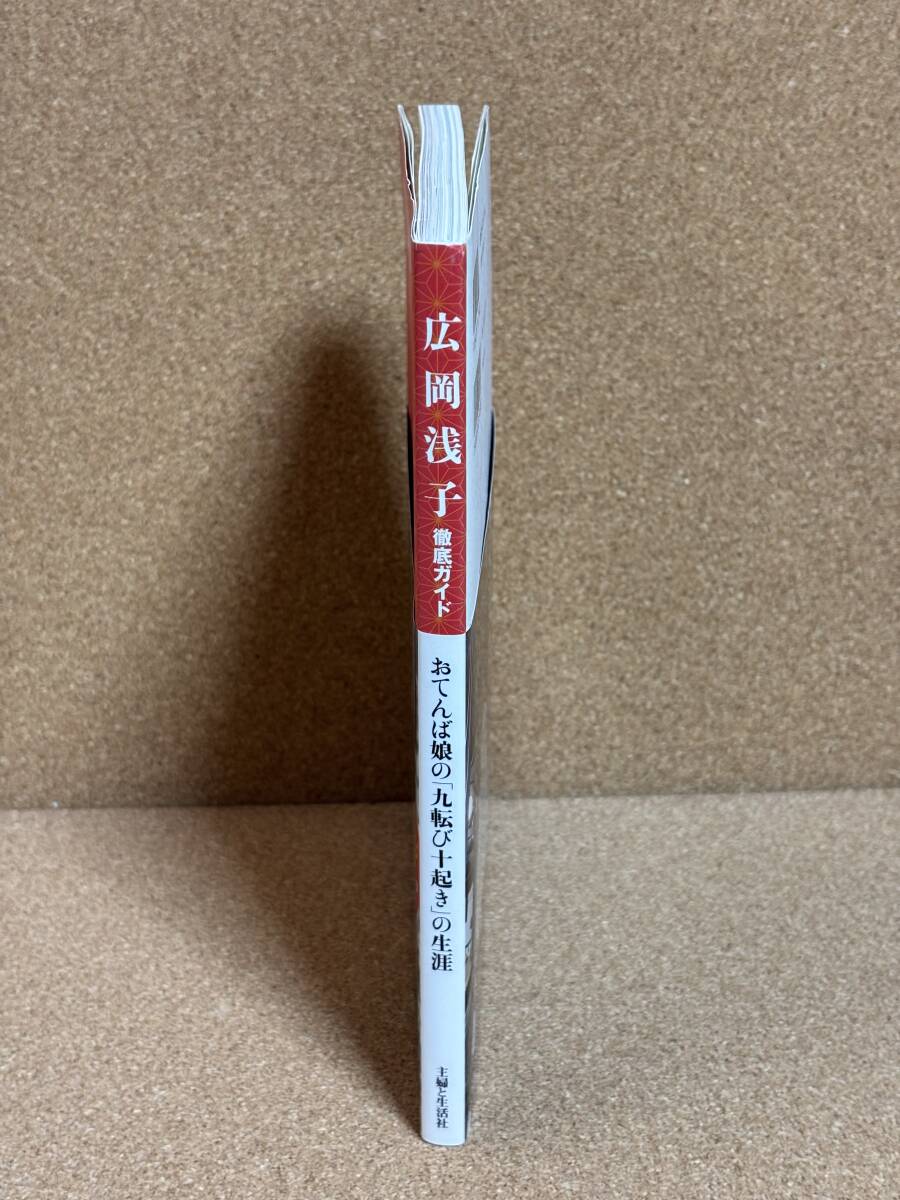 広岡浅子
徹底ガイド
おてんば娘の「九転び十起き」の生涯
主婦と生活社